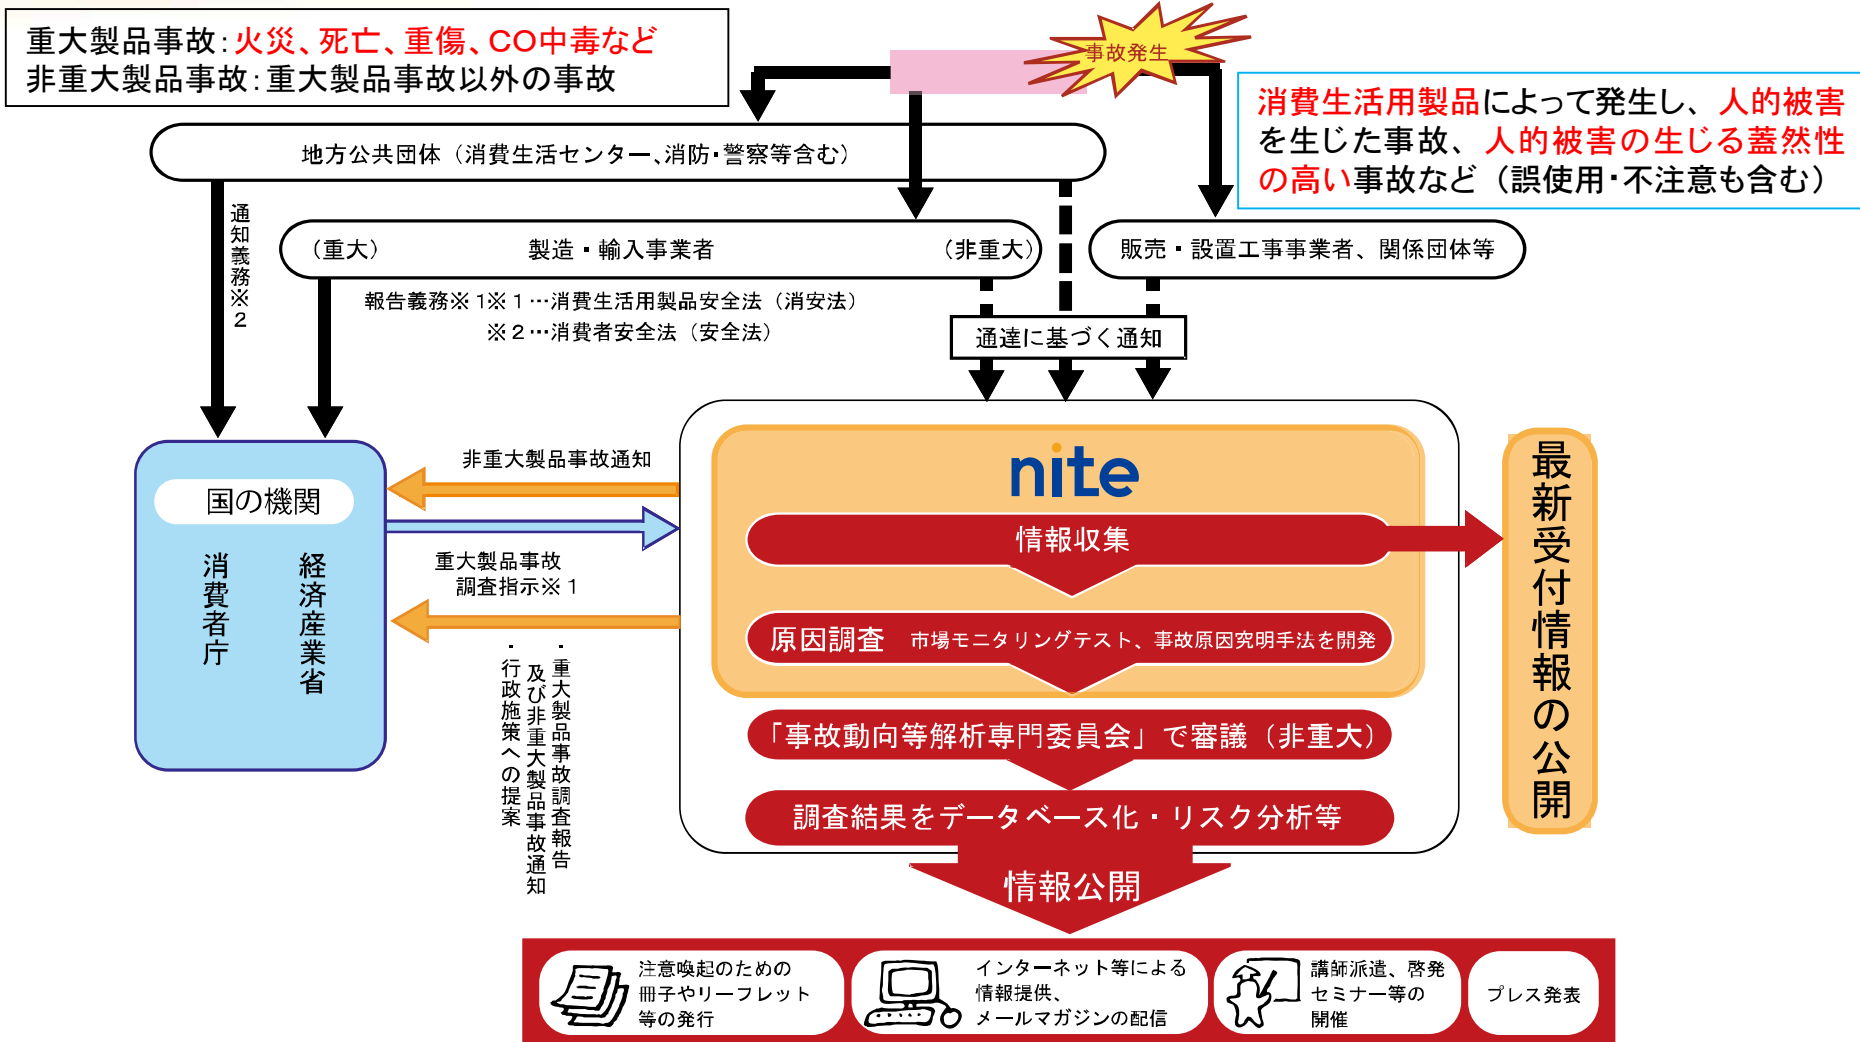 重大製品事故：火災、死亡、重傷、ＣＯ中毒など
非重大製品事故：重大製品事故以外の事故
事故発生
消費生活用製品によって発生し、人的被害
を生じた事故、人的被害の生じる蓋然性
の高い事故など（誤使用・不注意も含む）
地方公共団体（消費生活センター、消防・警察等含む）
通知義務※２
（重大）　製造・輸入事業者　（非重大）
販売・設置工事事業者、関係団体等
報告義務※１※１…消費生活用製品安全法（消安法）
※２…消費者安全法（安全法）
通達に基づく通知
国の機関
消費者庁
経済産業省
非重大製品事故通知
重大製品事故
調査指示※１
・重大製品事故調査報告
及び非重大製品事故通知
・行政施策への提案
nite
情報収集
原因調査　市場モニタリングテスト、事故原因究明手法を開発
「事故動向等解析専門委員会」で審議（非重大）
調査結果をデータベース化・リスク分析等
最新受付情報の公開
情報公開
注意喚起のための
冊子やリーフレット
等の発行
インターネット等による
情報提供、
メールマガジンの配信
講師派遣、啓発
セミナー等の
開催
プレス発表